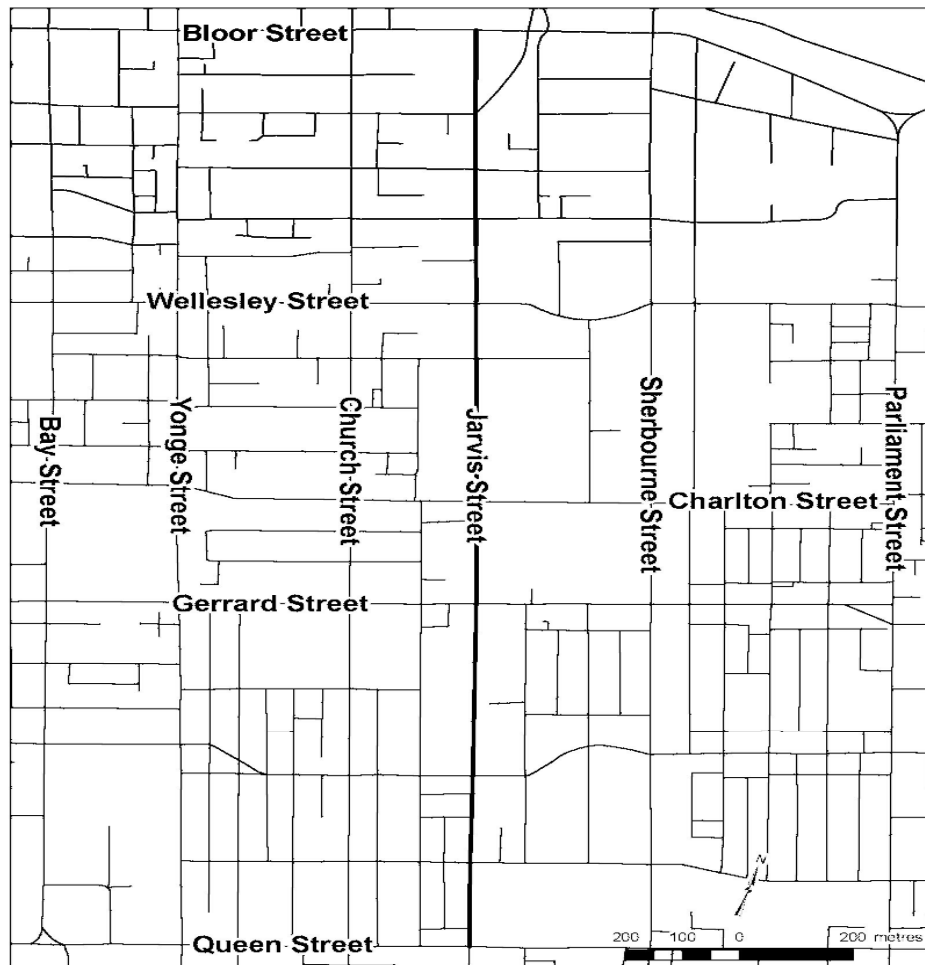 Bloor Street
Wellesley Street
Bay Street
Yonge Street
Church Street
Jarvis Street
Sherbourne Street
Parliament Street
Charlton Street
Gerrard Street
N
Queen Street
200 100 0 200 metres